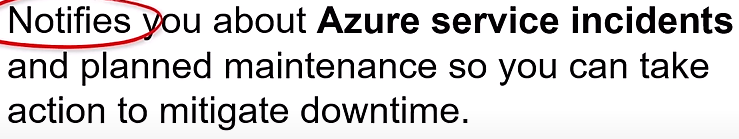 Notifies you about Azure service incidents
and planned maintenance so you can take
action to mitigate downtime.